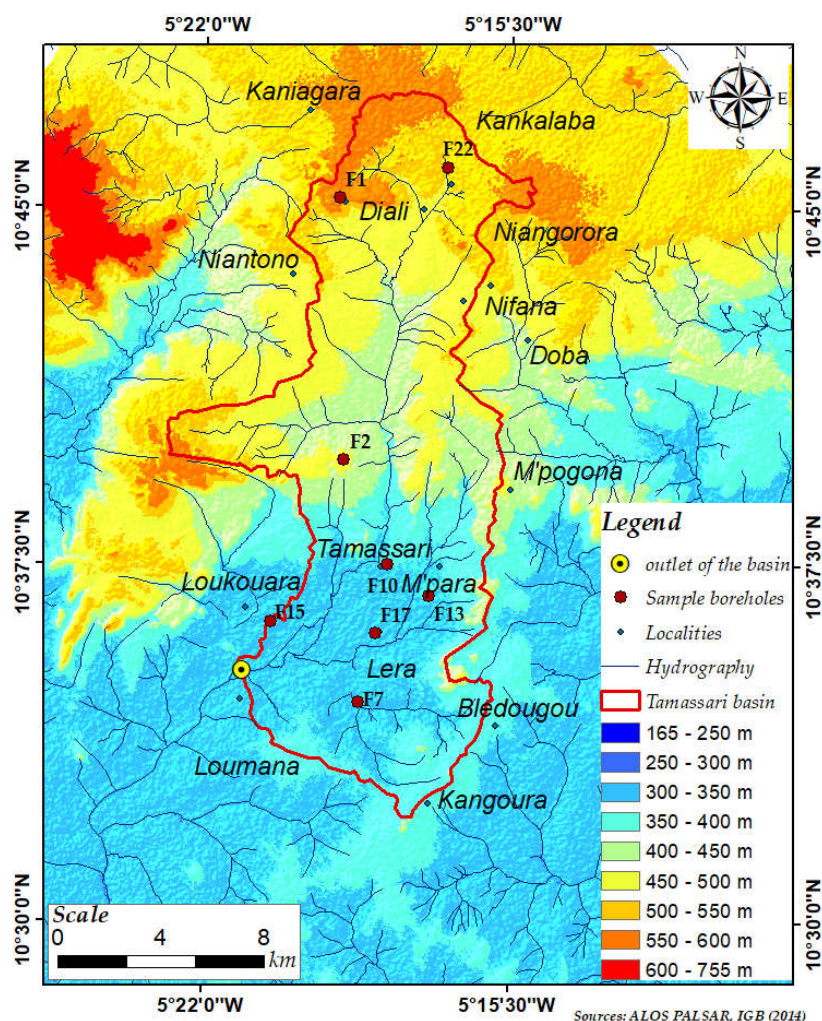 5°22'0"W 5°15'30"W
N
W E
S
Kaniagara
Kankalaba
F22
F1
10°45'0"N 10°45'0"N
Diali
Niangorora
Niantono
Nifana
Doba
F2
M'pogona
Legend
outlet of the basin
Sample boreholes
Localities
Hydrography
Tamassari basin
165 - 250 m
250 - 300 m
300 - 350 m
350 - 400 m
400 - 450 m
450 - 500 m
500 - 550 m
550 - 600 m
600 - 755 m
10°37'30"N 10°37'30"N
Tamassari
F10
M'para
Loukouara
F15
F17
F13
Lera
F7
Bledougou
Loumana
Kangoura
10°30'0"N 10°30'0"N
Scale
0 4 8
km
5°22'0"W 5°15'30"W
Sources: ALOS PALSAR, IGB (2014)